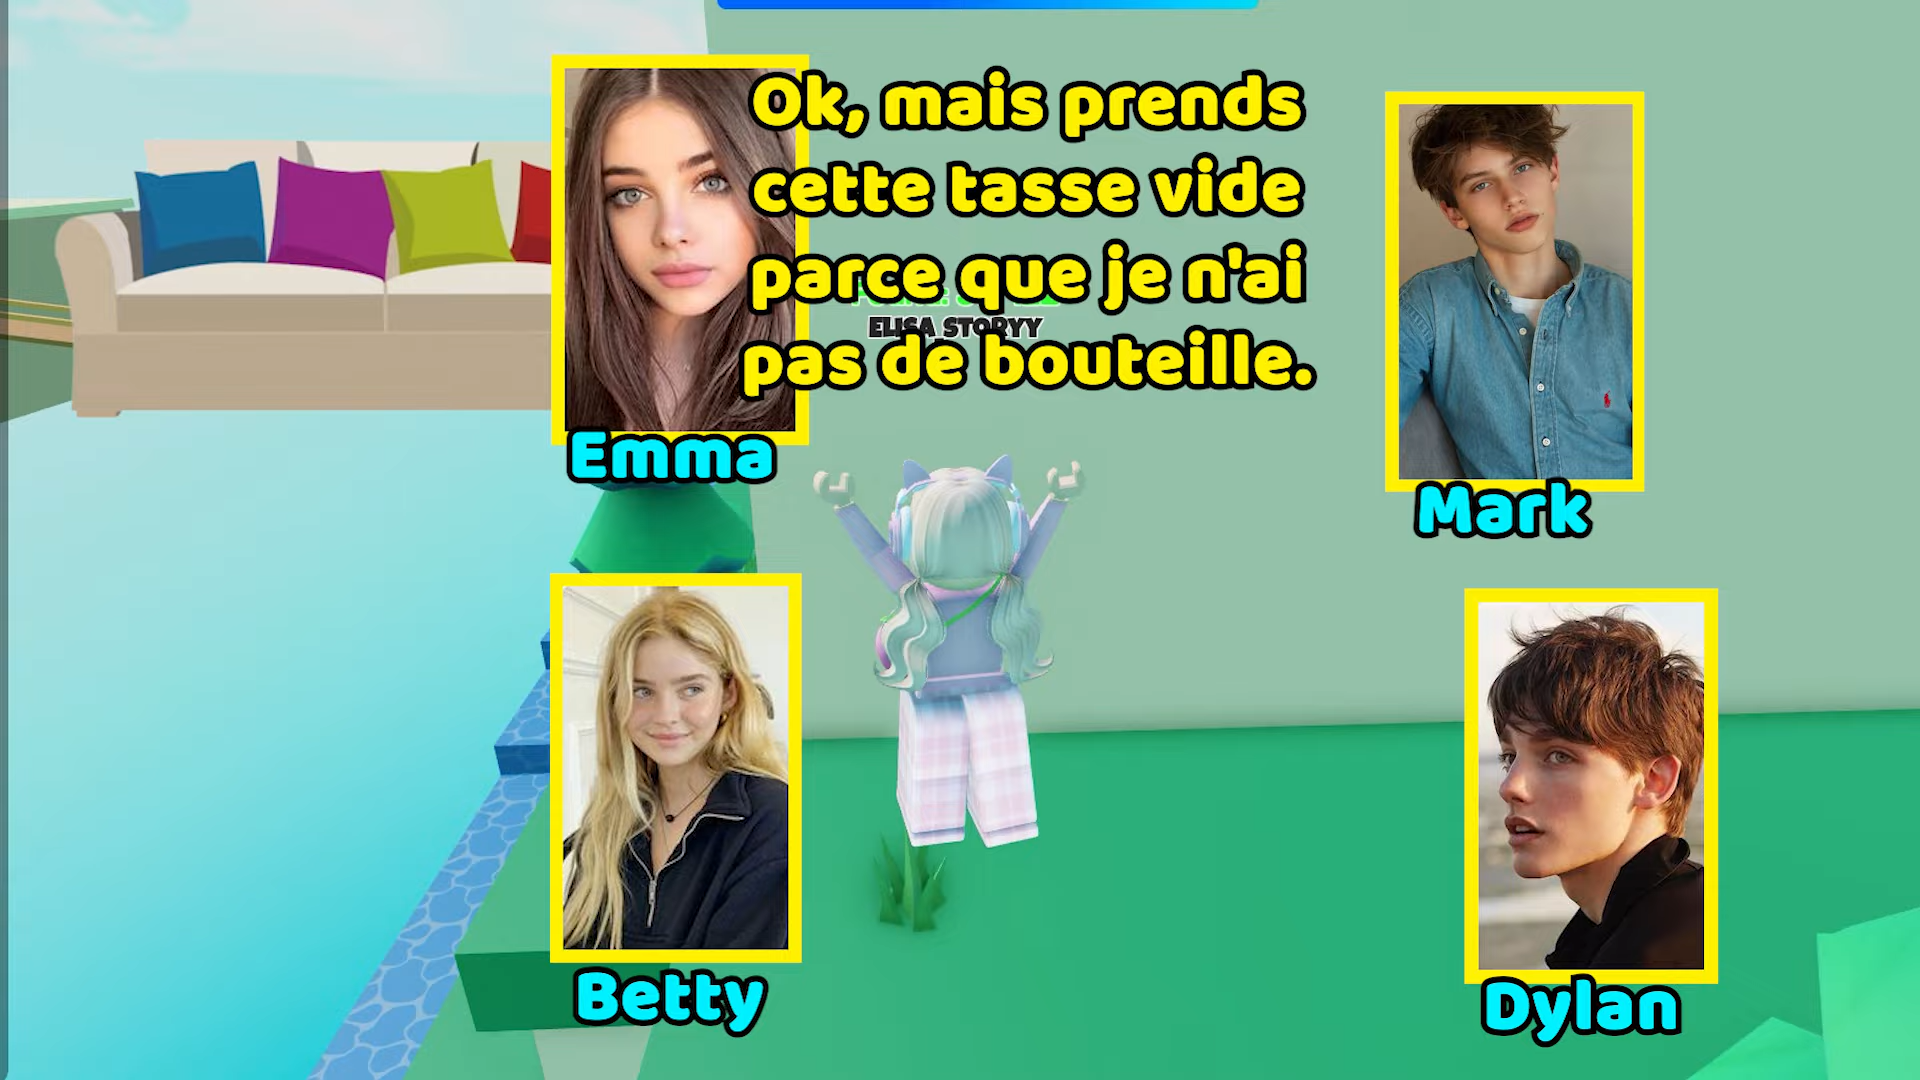 Ok, mais prends
cette tasse vide
parce que je n'ai
ELISA STORYY
pas de bouteille.
Emma
Mark
Betty
Dylan